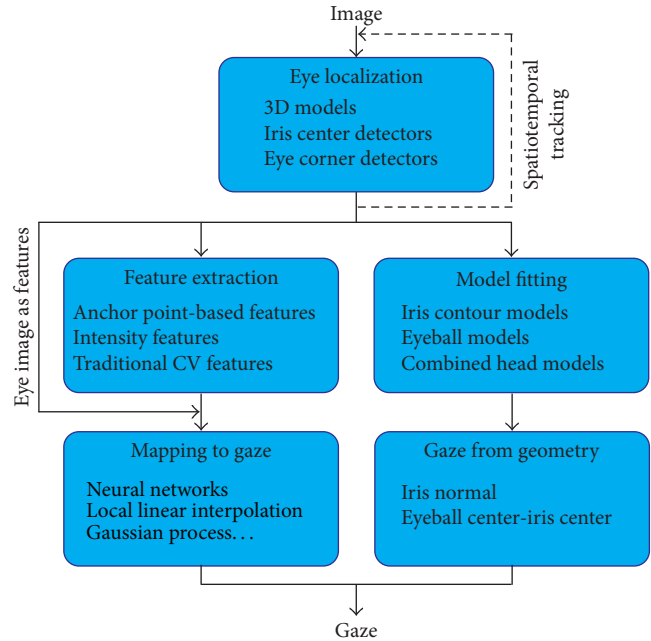 Image
Eye localization
3D models
Iris center detectors
Eye corner detectors
Spatiotemporal
tracking
Eye image as features
Feature extraction
Anchor point-based features
Intensity features
Traditional CV features
Model fitting
Iris contour models
Eyeball models
Combined head models
Mapping to gaze
Neural networks
Local linear interpolation
Gaussian process...
Gaze from geometry
Iris normal
Eyeball center-iris center
Gaze